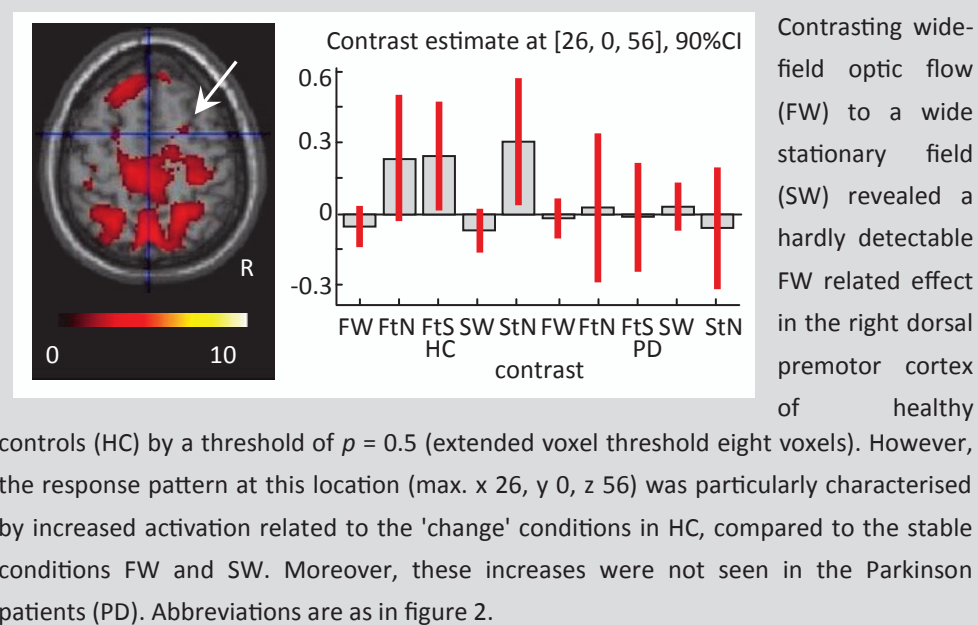 Contrast estimate at [26, 0, 56], 90%CI
0.6
0.3
0
-0.3
R
0 10
FW FtN FtS SW StN FW FtN FtS SW StN
HC PD
contrast
Contrasting wide-
field optic flow
(FW) to a wide
stationary field
(SW) revealed a
hardly detectable
FW related effect
in the right dorsal
premotor cortex
of healthy
controls (HC) by a threshold of p = 0.5 (extended voxel threshold eight voxels). However,
the response pattern at this location (max. x 26, y 0, z 56) was particularly characterised
by increased activation related to the 'change' conditions in HC, compared to the stable
conditions FW and SW. Moreover, these increases were not seen in the Parkinson
patients (PD). Abbreviations are as in figure 2.